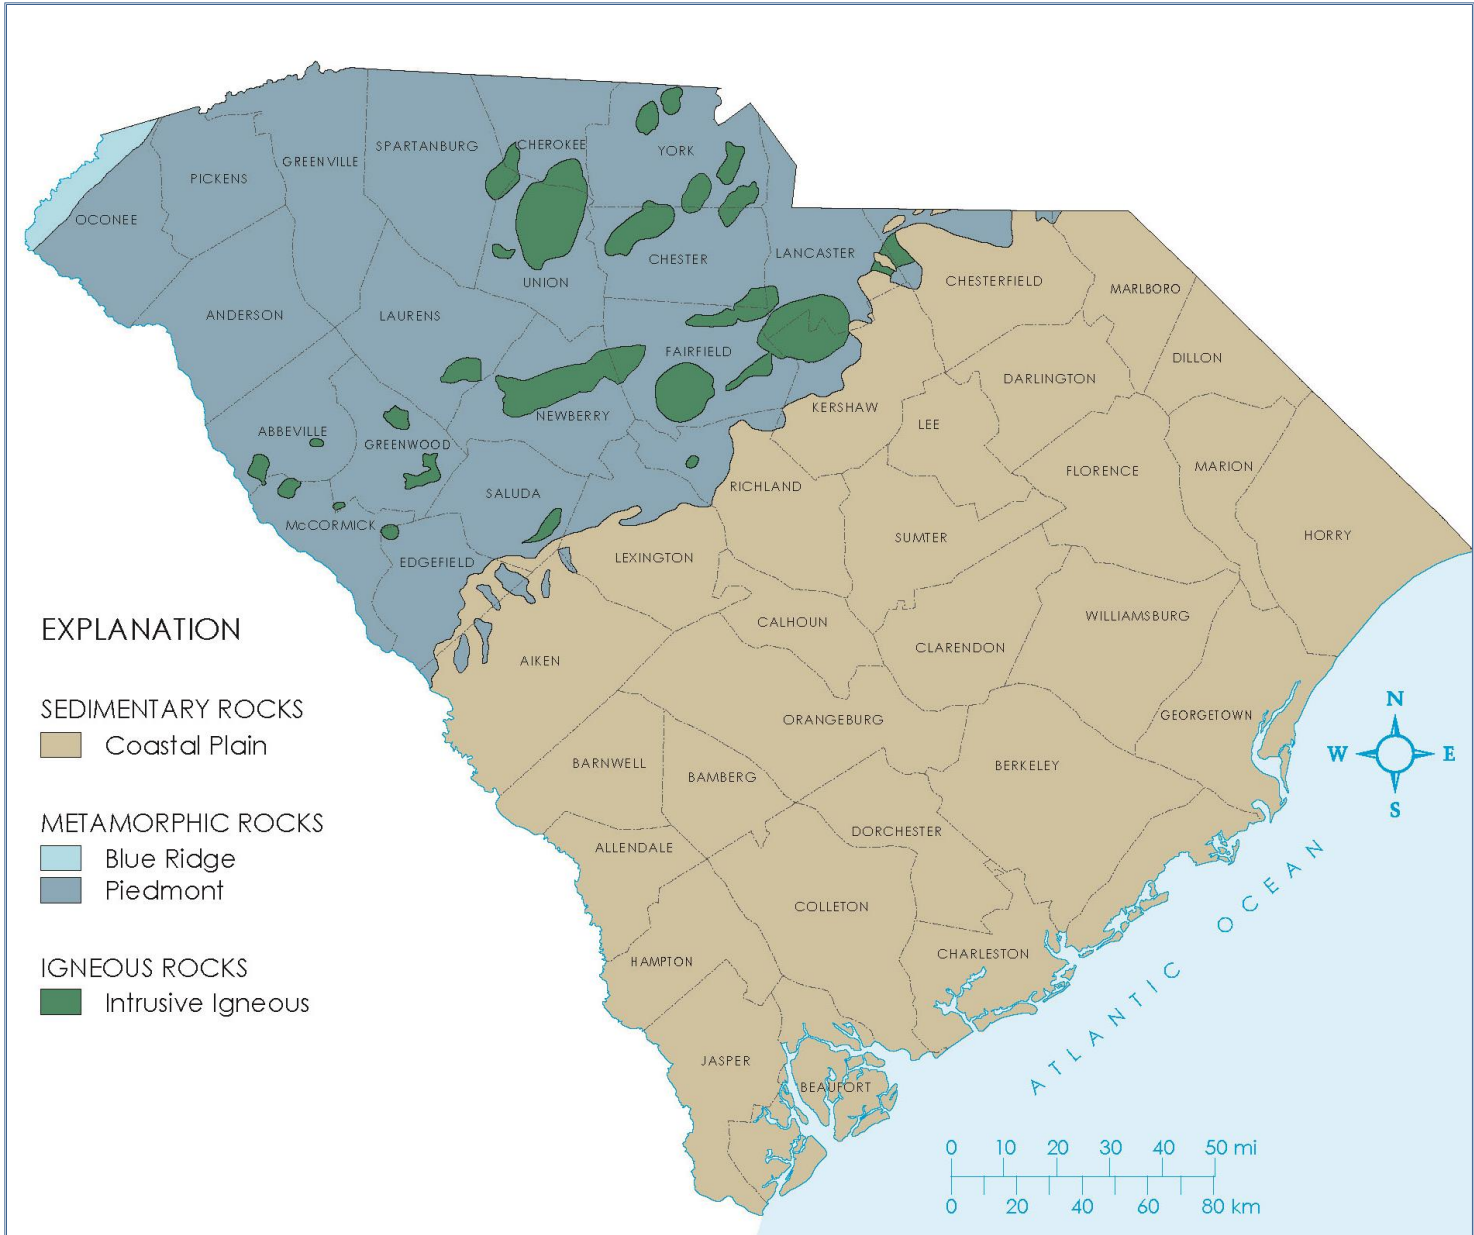 CHEROKEE
SPARTANBURG
YORK
GREENVILLE
PICKENS
OCONEE
LANCASTER
CHESTER
UNION
CHESTERFIELD
MARLBORO
ANDERSON
LAURENS
FAIRFIELD
DILLON
DARLINGTON
KERSHAW
NEWBERRY
LEE
ABBEVILLE
GREENWOOD
MARION
FLORENCE
RICHLAND
SALUDA
McCORMICK
HORRY
SUMTER
LEXINGTON
EDGEFIELD
WILLIAMSBURG
CALHOUN
CLARENDON
AIKEN
GEORGETOWN
ORANGEBURG
BARNWELL
BERKELEY
BAMBERG
DORCHESTER
ALLENDALE
COLLETON
CHARLESTON
HAMPTON
JASPER
BEAUFORT
EXPLANATION
SEDIMENTARY ROCKS
Coastal Plain
METAMORPHIC ROCKS
Blue Ridge
Piedmont
IGNEOUS ROCKS
Intrusive Igneous
N
W E
S
ATLANTIC OCEAN
0 10 20 30 40 50 mi
0 20 40 60 80 km